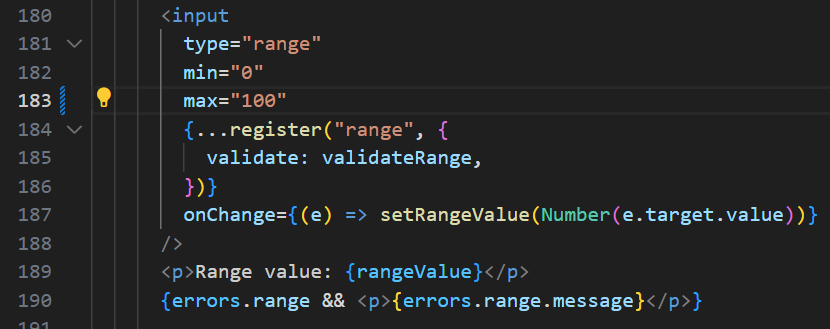 180 <input
181 type="range"
182 min="0"
183 max="100"
184 {...register("range", {
185 validate: validateRange,
186 })}
187 onChange={(e) => setRangeValue(Number(e.target.value))}
188 />
189 <p>Range value: {rangeValue}</p>
190 {errors.range && <p>{errors.range.message}</p>}
191